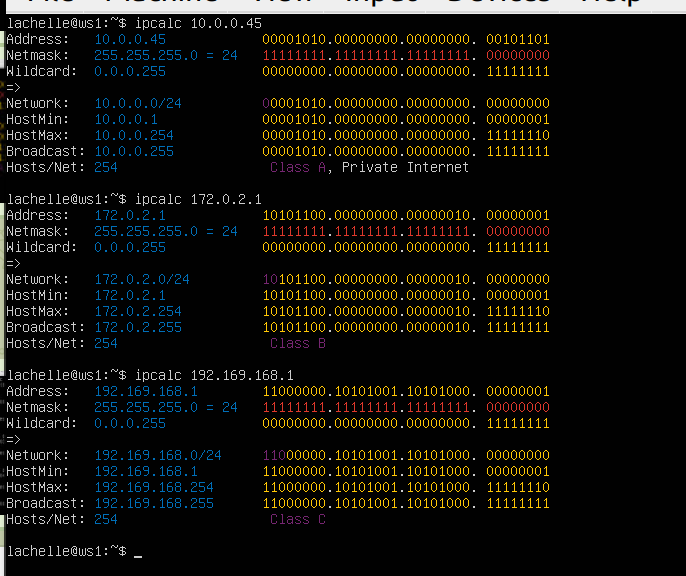 File Machine View Input Devices Help
lachelle@ws1:~$ ipcalc 10.0.0.45
Address: 10.0.0.45 00001010.00000000.00000000. 00101101
Netmask: 255.255.255.0 = 24 11111111.11111111.11111111. 00000000
Wildcard: 0.0.0.255 00000000.00000000.00000000. 11111111
=>
Network: 10.0.0.0/24 00001010.00000000.00000000. 00000000
HostMin: 10.0.0.1 00001010.00000000.00000000. 00000001
HostMax: 10.0.0.254 00001010.00000000.00000000. 11111110
Broadcast: 10.0.0.255 00001010.00000000.00000000. 11111111
Hosts/Net: 254 Class A, Private Internet
lachelle@ws1:~$ ipcalc 172.0.2.1
Address: 172.0.2.1 10101100.00000000.00000010. 00000001
Netmask: 255.255.255.0 = 24 11111111.11111111.11111111. 00000000
Wildcard: 0.0.0.255 00000000.00000000.00000000. 11111111
=>
Network: 172.0.2.0/24 10101100.00000000.00000010. 00000000
HostMin: 172.0.2.1 10101100.00000000.00000010. 00000001
HostMax: 172.0.2.254 10101100.00000000.00000010. 11111110
Broadcast: 172.0.2.255 10101100.00000000.00000010. 11111111
Hosts/Net: 254 Class B
lachelle@ws1:~$ ipcalc 192.169.168.1
Address: 192.169.168.1 11000000.10101001.10101000. 00000001
Netmask: 255.255.255.0 = 24 11111111.11111111.11111111. 00000000
Wildcard: 0.0.0.255 00000000.00000000.00000000. 11111111
=>
Network: 192.169.168.0/24 11000000.10101001.10101000. 00000000
HostMin: 192.169.168.1 11000000.10101001.10101000. 00000001
HostMax: 192.169.168.254 11000000.10101001.10101000. 11111110
Broadcast: 192.169.168.255 11000000.10101001.10101000. 11111111
Hosts/Net: 254 Class C
lachelle@ws1:~$ _